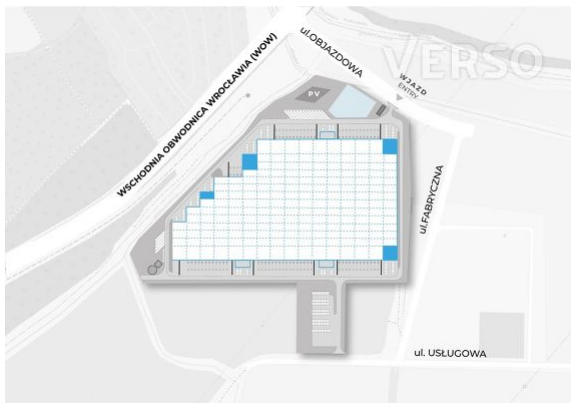 VERSO
ul.OBJAZDOWA
WJAZD
ENTRY
WSCHODNIA OBWODNICA WROCŁAWIA (WOW)
PV
ul.FABRYCZNA
ul. USŁUGOWA